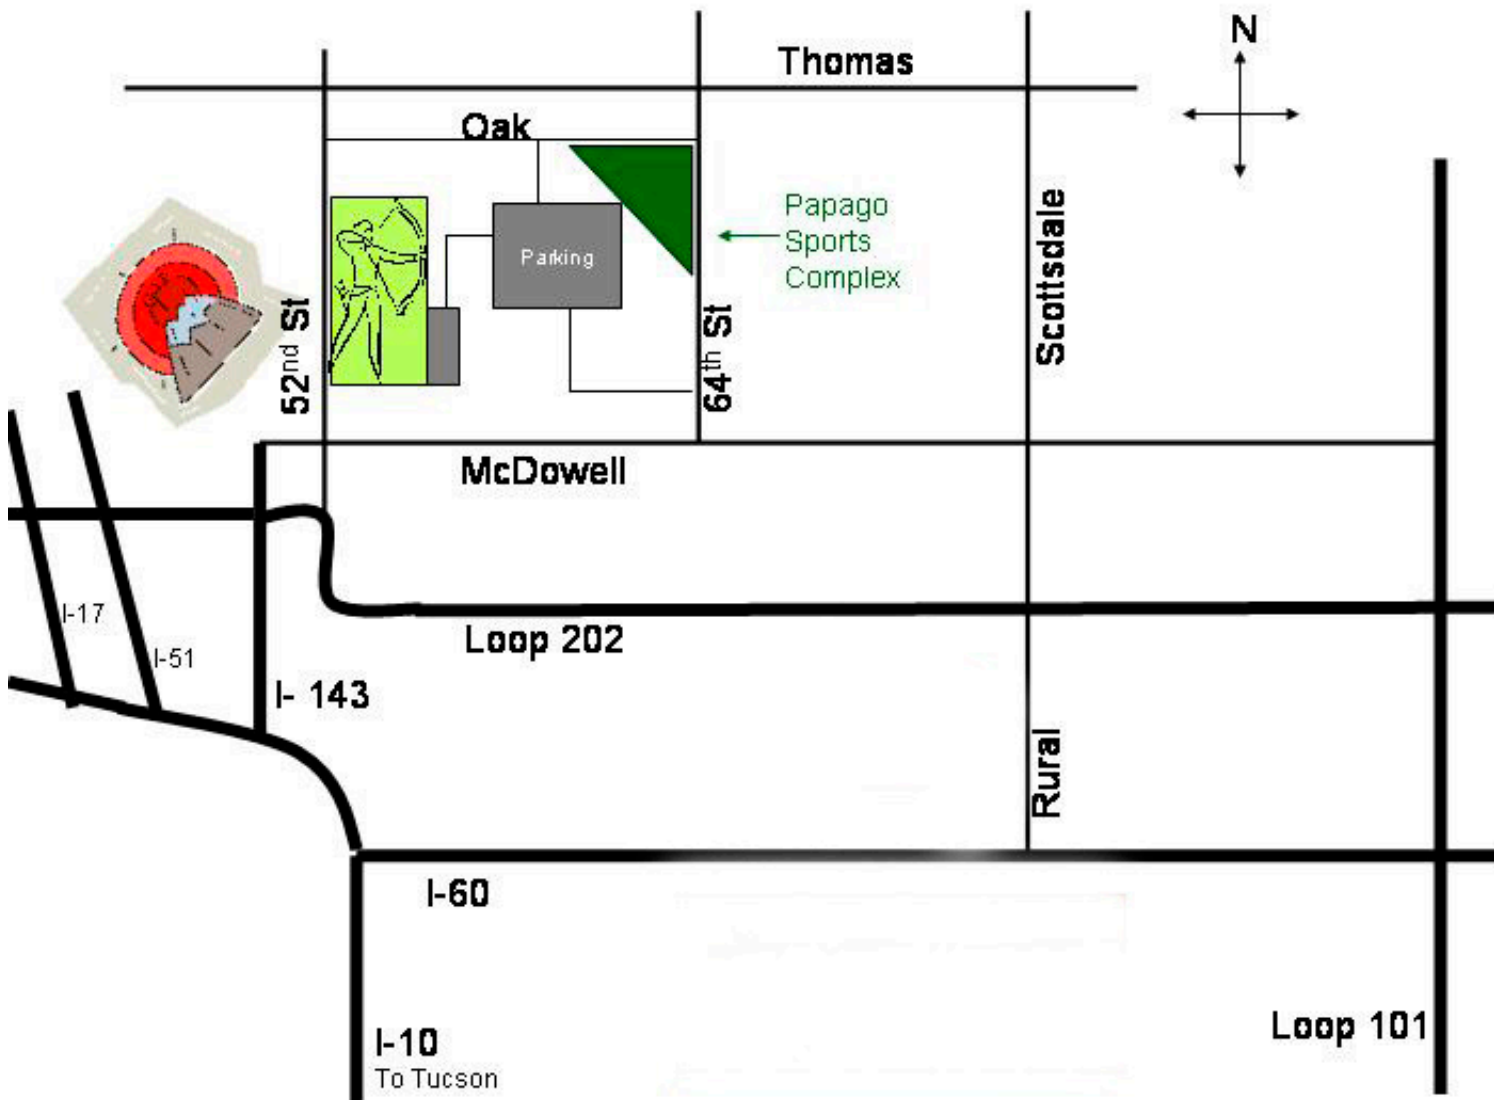 N
Thomas
Oak
Papago
Sports
Complex
Parking
Scottsdale
52nd St
64th St
McDowell
I-17
I-51
Loop 202
I- 143
Rural
I-60
Loop 101
I-10
To Tucson